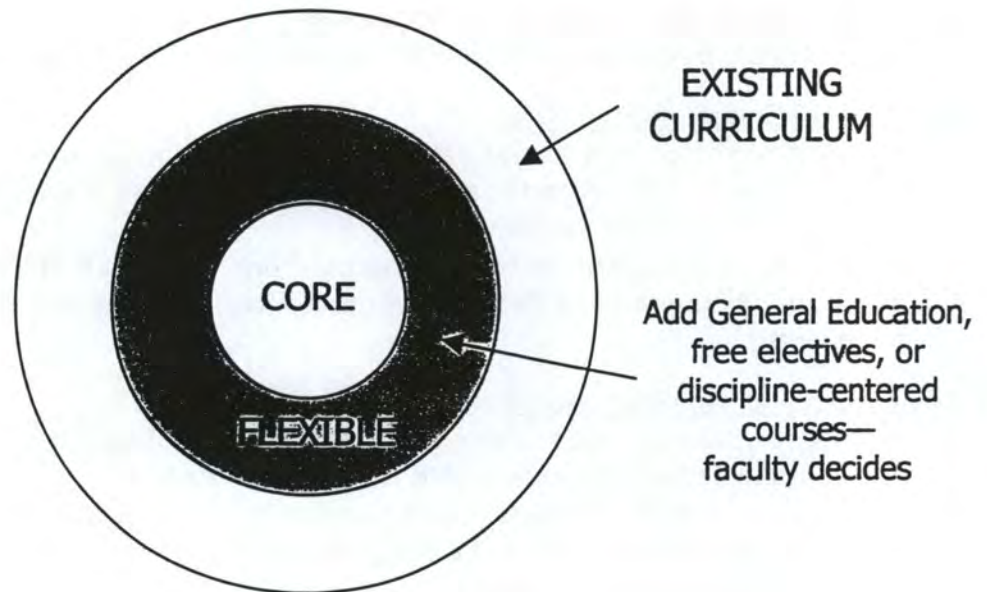 EXISTING
CURRICULUM
CORE
Add General Education,
free electives, or
discipline-centered
courses—
faculty decides
FLEXIBLE